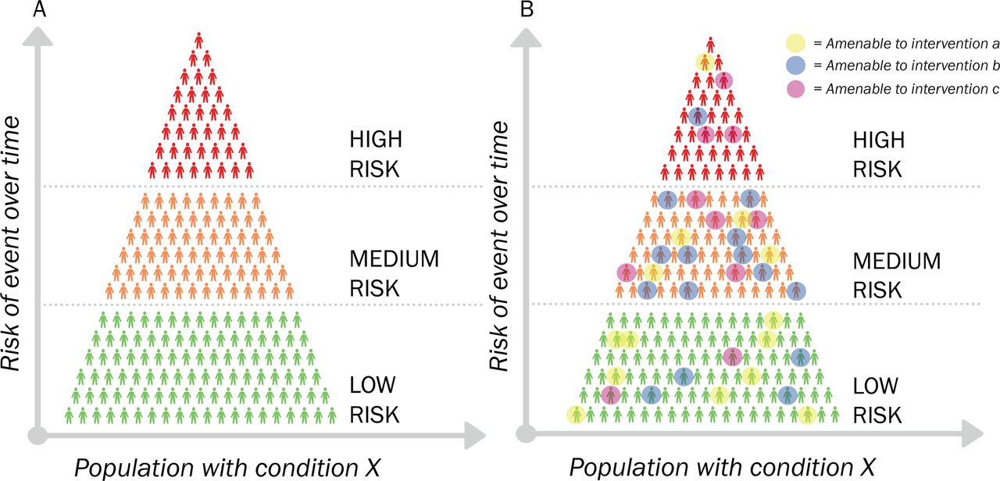 A
Risk of event over time
HIGH
RISK
MEDIUM
RISK
LOW
RISK
Population with condition X
B
= Amenable to intervention a
= Amenable to intervention b
= Amenable to intervention c
Risk of event over time
HIGH
RISK
MEDIUM
RISK
LOW
RISK
Population with condition X